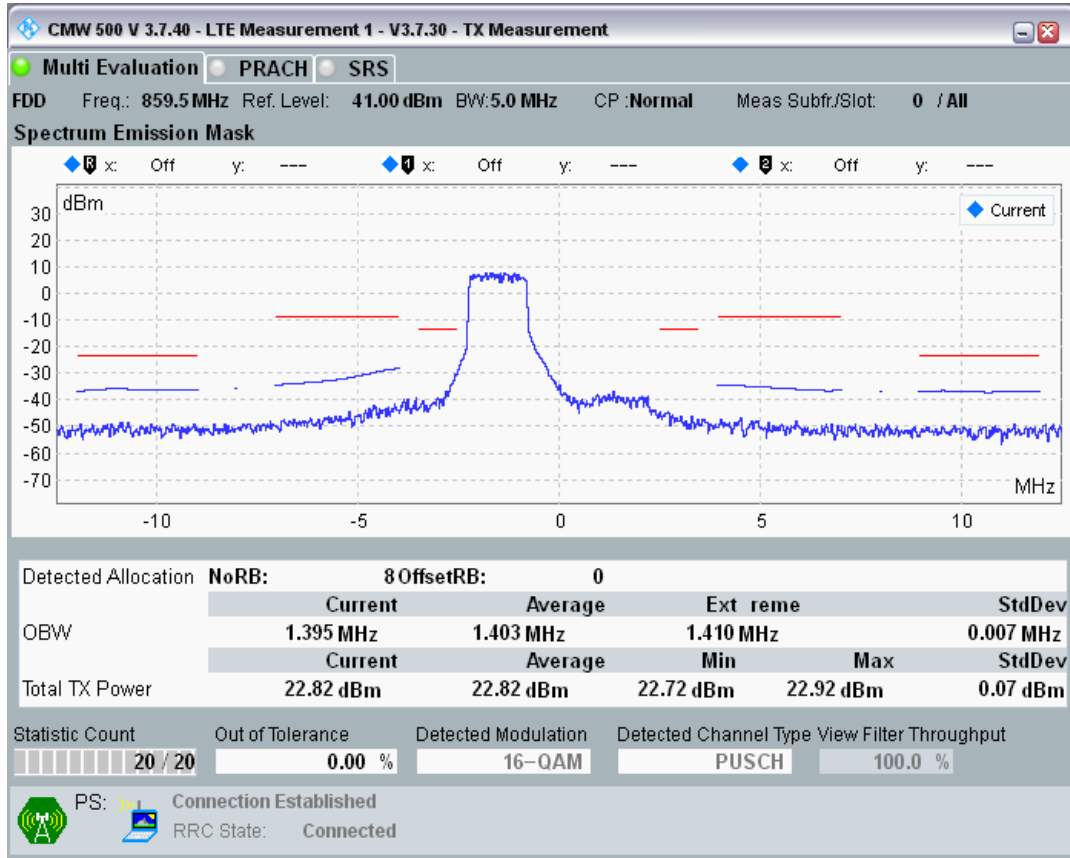 CMW 500 V 3.7.40 - LTE Measurement 1 - V3.7.30 - TX Measurement
Multi Evaluation PRACH SRS
FDD Freq.: 859.5 MHz Ref. Level: 41.00 dBm BW: 5.0 MHz CP : Normal Meas Subfr./Slot: 0 / All
Spectrum Emission Mask
R x: Off y: --- 1 x: Off y: --- 2 x: Off y: ---
dBm
Current
30
20
10
0
-10
-20
-30
-40
-50
-60
-70
MHz
-10 -5 0 5 10
Detected Allocation NoRB: 8 OffsetRB: 0
Current Average Ext reme StdDev
OBW 1.395 MHz 1.403 MHz 1.410 MHz 0.007 MHz
Current Average Min Max StdDev
Total TX Power 22.82 dBm 22.82 dBm 22.72 dBm 22.92 dBm 0.07 dBm
Statistic Count Out of Tolerance Detected Modulation Detected Channel Type View Filter Throughput
20 / 20 0.00 % 16-QAM PUSCH 100.0 %
PS: Connection Established
RRC State: Connected